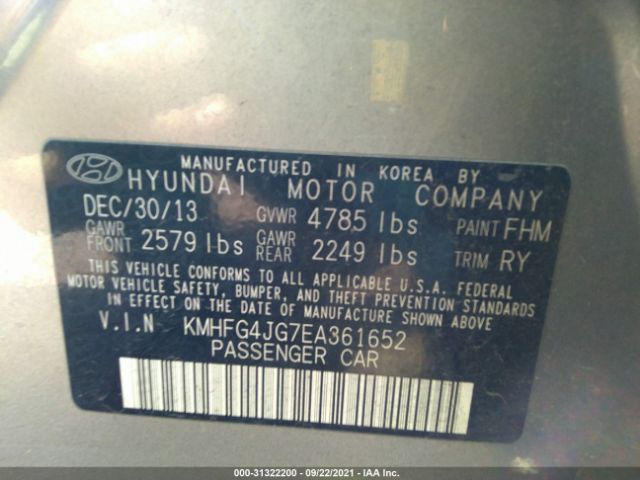 MANUFACTURED IN KOREA BY
HYUNDAI MOTOR COMPANY
DEC/30/13 GVWR 4785 lbs PAINT FHM
GAWR FRONT 2579 lbs GAWR REAR 2249 lbs TRIM RY
THIS VEHICLE CONFORMS TO ALL APPLICABLE U.S.A. FEDERAL
MOTOR VEHICLE SAFETY, BUMPER, AND THEFT PREVENTION STANDARDS
IN EFFECT ON THE DATE OF MANUFACTURE SHOWN ABOVE.
V.I.N KMHFG4JG7EA361652
PASSENGER CAR
000-31322200 - 09/22/2021 - IAA Inc.